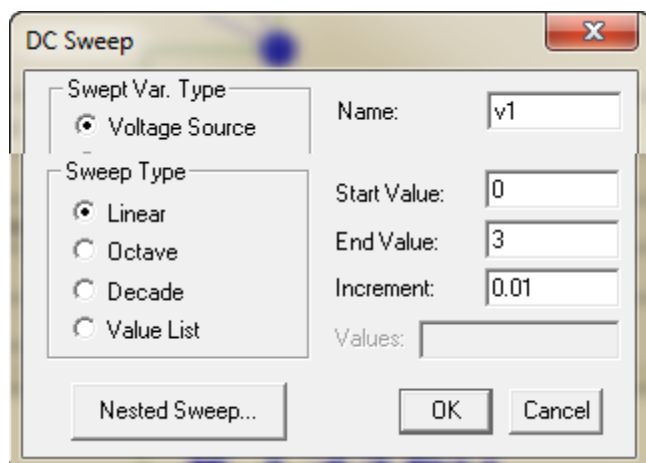 DC Sweep
Swept Var. Type
Voltage Source
Name: v1
Sweep Type
Linear
Octave
Decade
Value List
Start Value: 0
End Value: 3
Increment: 0.01
Values:
Nested Sweep...
OK
Cancel